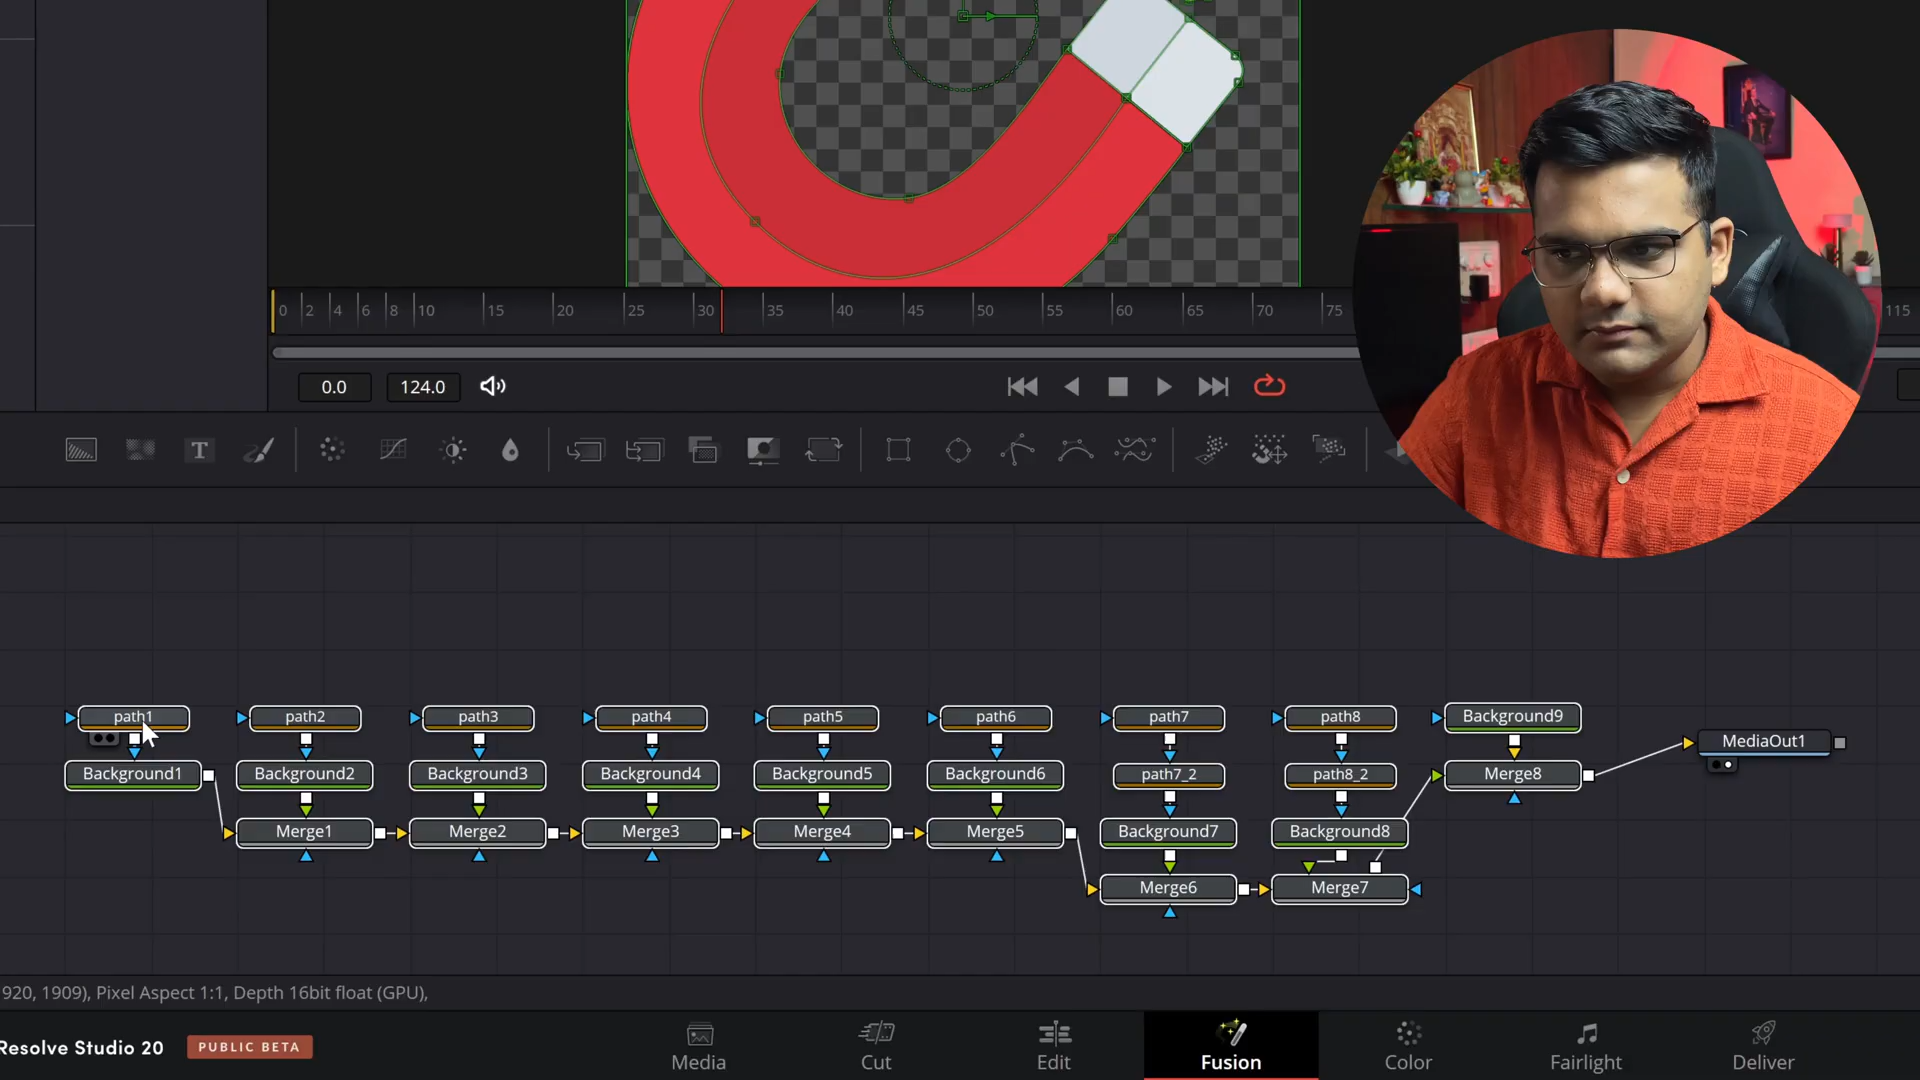 0 2 4 6 8 10 15 20 25 30 35 40 45 50 55 60 65 70 75 115
0.0 124.0
T
path1 path2 path3 path4 path5 path6 path7 path8 Background9 MediaOut1
Background1 Background2 Background3 Background4 Background5 Background6 path7_2 path8_2 Merge8
Merge1 Merge2 Merge3 Merge4 Merge5 Background7 Background8
Merge6 Merge7
920, 1909), Pixel Aspect 1:1, Depth 16bit float (GPU),
Resolve Studio 20 PUBLIC BETA Media Cut Edit Fusion Color Fairlight Deliver